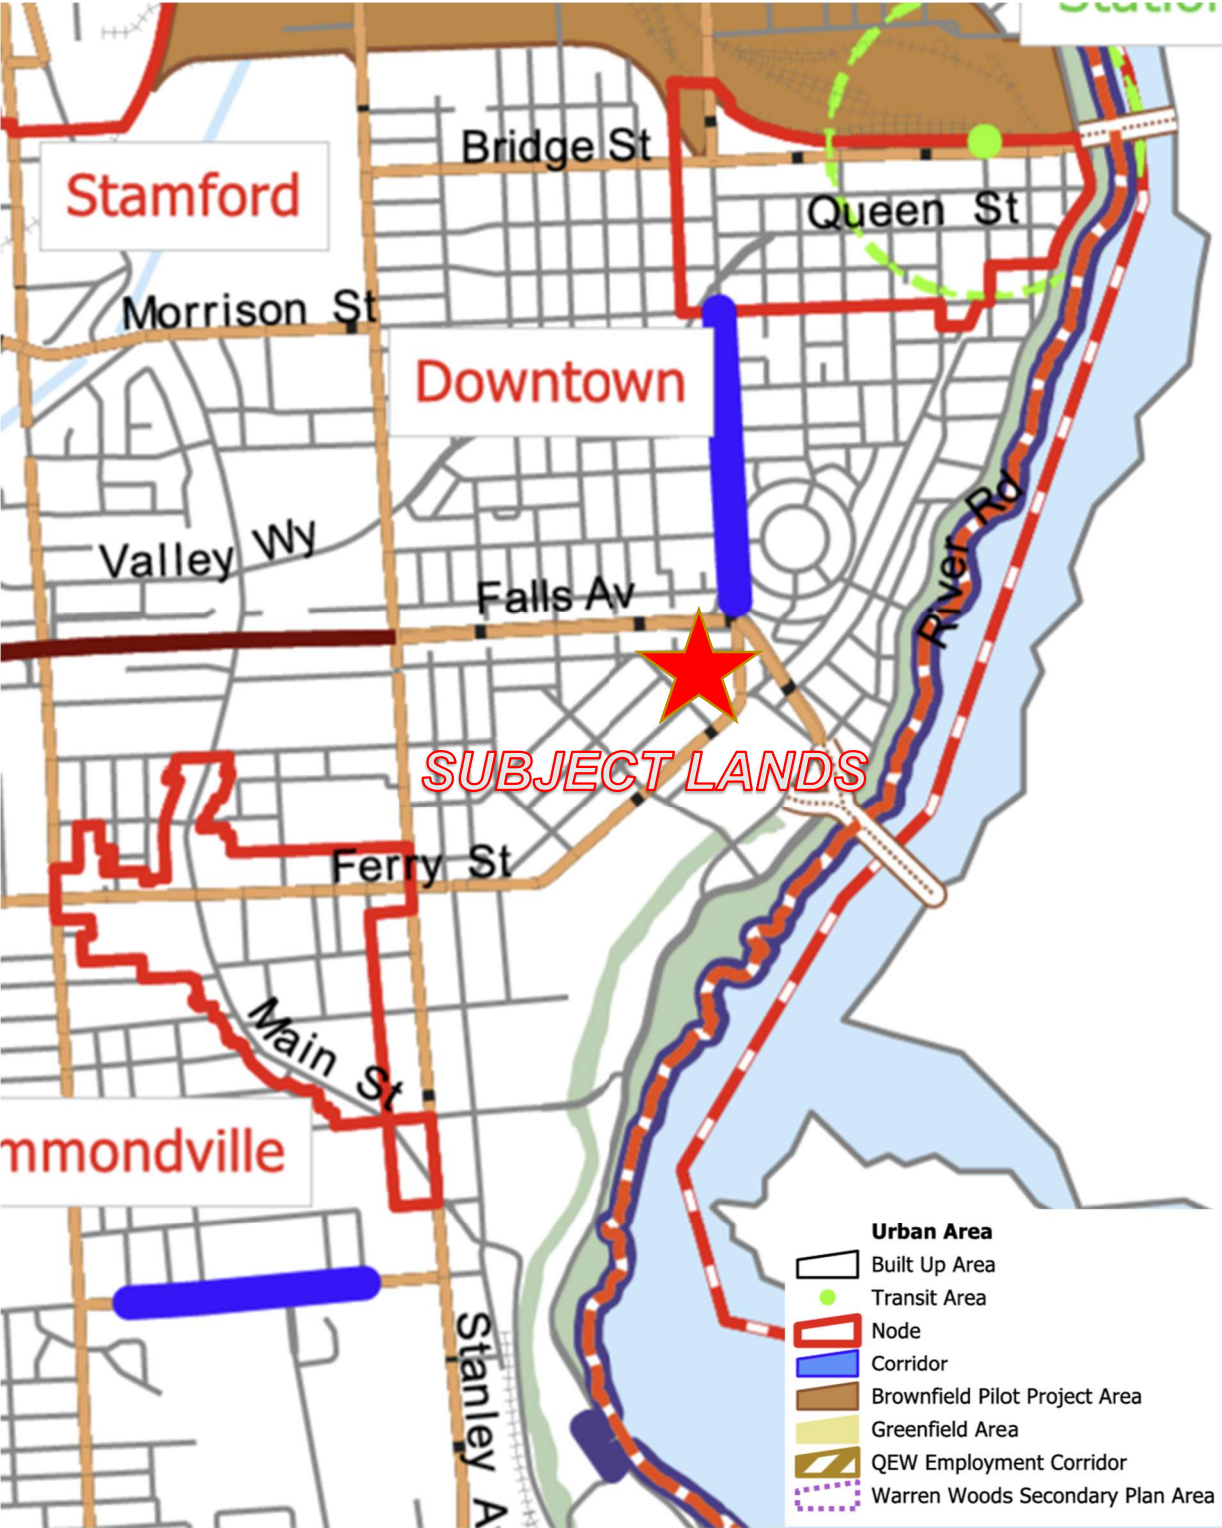 Station
Bridge St
Stamford
Queen St
Morrison St
Downtown
River Rd
Valley Wy
Falls Av
SUBJECT LANDS
Ferry St
Main St
mmondville
Urban Area
Built Up Area
Transit Area
Node
Corridor
Brownfield Pilot Project Area
Greenfield Area
QEW Employment Corridor
Warren Woods Secondary Plan Area
Stanley A